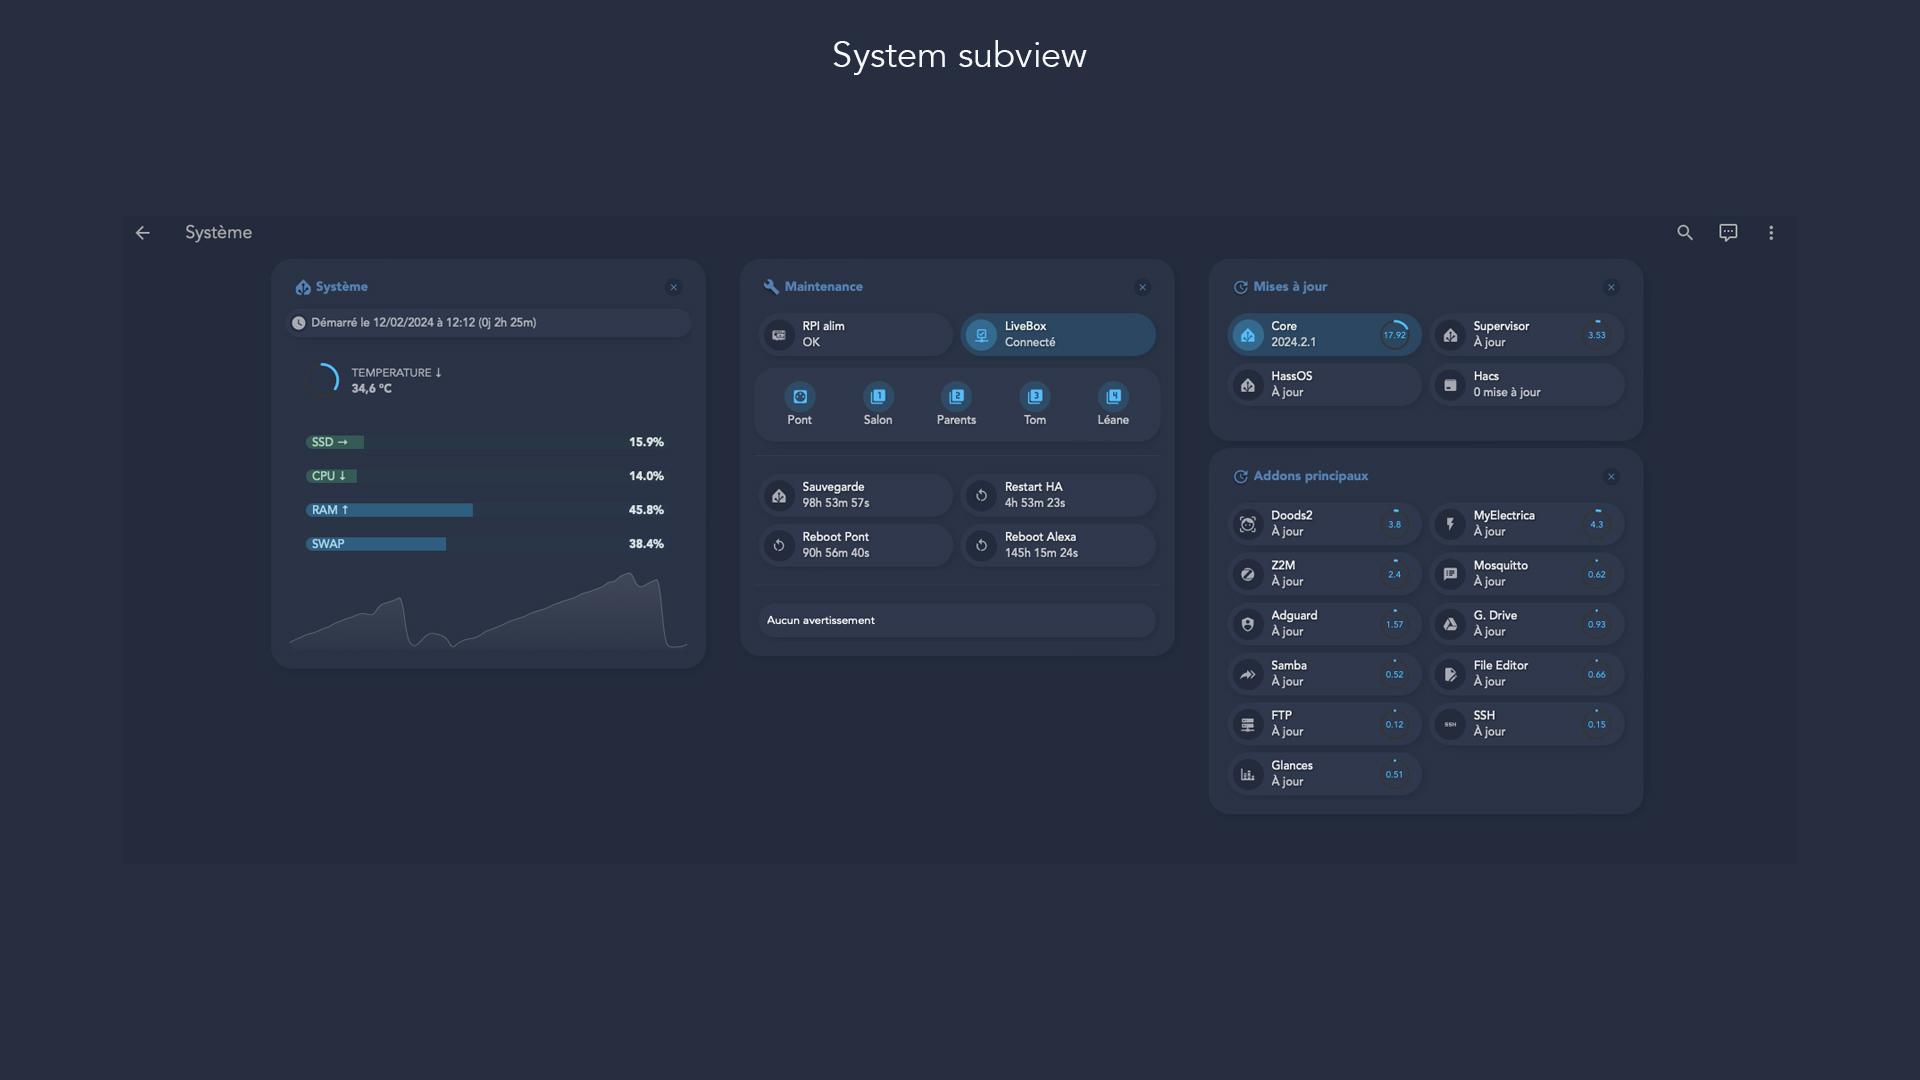 System subview
Système
Système
Démarré le 12/02/2024 à 12:12 (0j 2h 25m)
TEMPERATURE ↓
34,6 °C
SSD → 15.9%
CPU ↓ 14.0%
RAM ↑ 45.8%
SWAP 38.4%
Maintenance
RPI alim
OK
LiveBox
Connecté
Pont
1
Salon
2
Parents
3
Tom
4
Léane
Sauvegarde
98h 53m 57s
Restart HA
4h 53m 23s
Reboot Pont
90h 56m 40s
Reboot Alexa
145h 15m 24s
Aucun avertissement
Mises à jour
Core
2024.2.1
17.92
Supervisor
À jour
3.53
HassOS
À jour
Hacs
0 mise à jour
Addons principaux
Doods2
À jour
3.8
MyElectrica
À jour
4.3
Z2M
À jour
2.4
Mosquitto
À jour
0.62
Adguard
À jour
1.57
G. Drive
À jour
0.93
Samba
À jour
0.52
File Editor
À jour
0.66
FTP
À jour
0.12
SSH
SSH
À jour
0.15
Glances
À jour
0.51